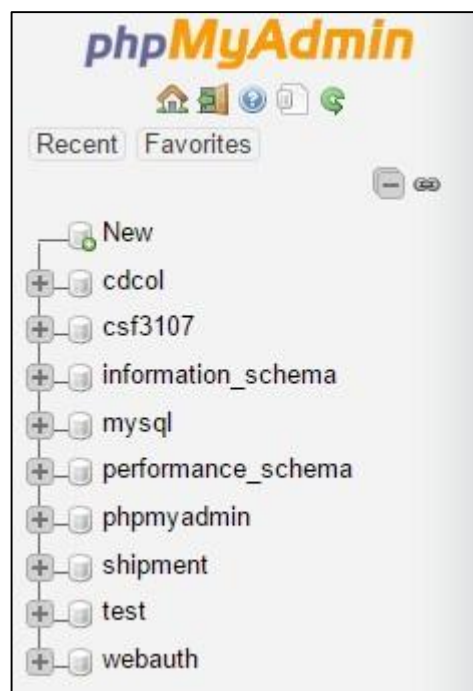 phpMyAdmin
Recent Favorites
New
cdcol
csf3107
information_schema
mysql
performance_schema
phpmyadmin
shipment
test
webauth